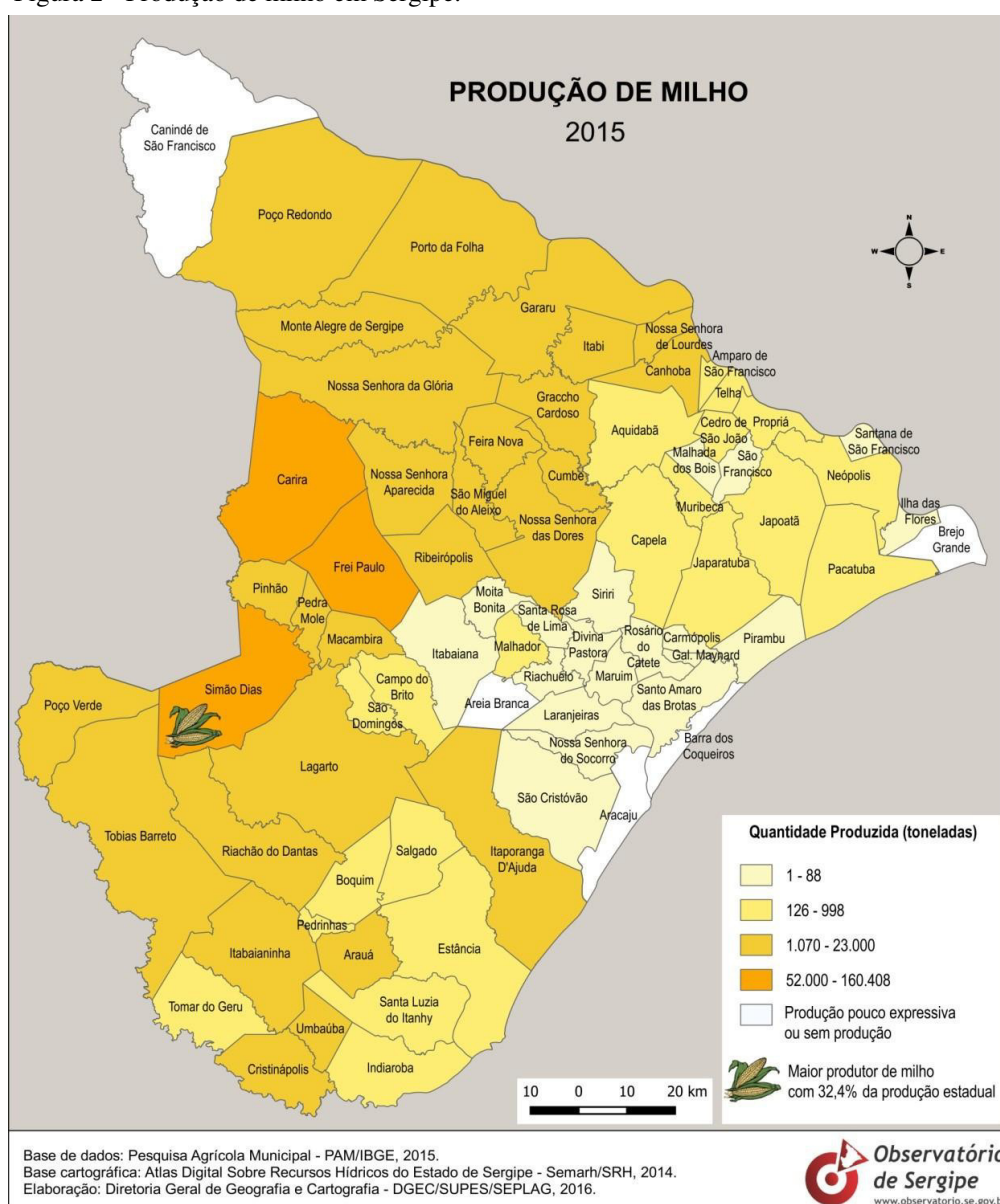 Figura 2 - Produção de milho em Sergipe.
PRODUÇÃO DE MILHO
2015
Canindé de
São Francisco
Poço Redondo
Porto da Folha
N
W
E
S
Gararu
Monte Alegre de Sergipe
Itabi
Nossa Senhora
de Lourdes
Amparo de
São Francisco
Canhoba
Telha
Nossa Senhora da Glória
Graccho
Cardoso
Aquidabã
Cedro de
São João
Propriá
Santana de
São Francisco
Feira Nova
Malhada
dos Bois
São
Francisco
Neópolis
Carira
Nossa Senhora
Aparecida
São Miguel
do Aleixo
Cumbe
Muribeca
Japoatã
Ilha das
Flores
Brejo
Grande
Nossa Senhora
das Dores
Capela
Frei Paulo
Ribeirópolis
Japaratuba
Pacatuba
Pinhão
Pedra
Mole
Moita
Bonita
Siriri
Santa Rosa
de Lima
Macambira
Itabaiana
Malhador
Divina
Pastora
Rosário
do
Catete
Carmópolis
Pirambu
Gal. Maynard
Riachuelo
Maruim
Simão Dias
Campo do
Brito
São
Domingos
Areia Branca
Santo Amaro
das Brotas
Poço Verde
Laranjeiras
Barra dos
Coqueiros
Nossa Senhora
do Socorro
Lagarto
São Cristóvão
Aracaju
Tobias Barreto
Riachão do Dantas
Salgado
Itaporanga
D'Ajuda
Boquim
Pedrinhas
Itabaianinha
Arauá
Estância
Tomar do Geru
Santa Luzia
do Itanhy
Umbaúba
Cristinápolis
Indiaroba
Quantidade Produzida (toneladas)
1 - 88
126 - 998
1.070 - 23.000
52.000 - 160.408
Produção pouco expressiva
ou sem produção
Maior produtor de milho
com 32,4% da produção estadual
10 0 10 20 km
Base de dados: Pesquisa Agrícola Municipal - PAM/IBGE, 2015.
Base cartográfica: Atlas Digital Sobre Recursos Hídricos do Estado de Sergipe - Semarh/SRH, 2014.
Elaboração: Diretoria Geral de Geografia e Cartografia - DGEC/SUPES/SEPLAG, 2016.
Observatório
de Sergipe
www.observatorio.se.gov.b